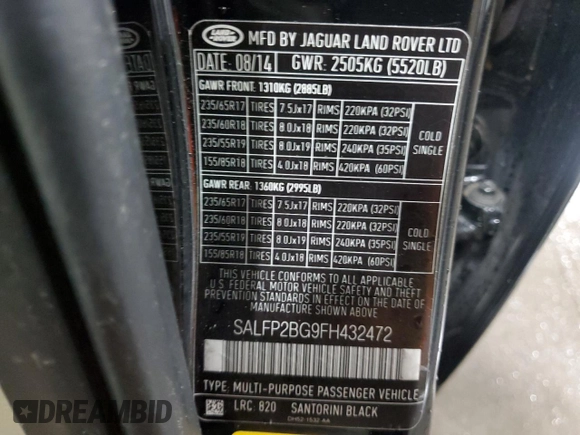 LAND ROVER
MFD BY JAGUAR LAND ROVER LTD
DATE: 08/14 GWR: 2505KG (5520LB)
GAWR FRONT: 1310KG (2885LB)
235/65R17 TIRES 7.5Jx17 RIMS 220KPA (32PSI)
235/60R18 TIRES 8.0Jx18 RIMS 220KPA (32PSI)
235/55R19 TIRES 8.0Jx19 RIMS 240KPA (35PSI)
155/85R18 TIRES 4.0Jx18 RIMS 420KPA (60PSI)
COLD
SINGLE
GAWR REAR: 1360KG (2995LB)
235/65R17 TIRES 7.5Jx17 RIMS 220KPA (32PSI)
235/60R18 TIRES 8.0Jx18 RIMS 220KPA (32PSI)
235/55R19 TIRES 8.0Jx19 RIMS 240KPA (35PSI)
155/85R18 TIRES 4.0Jx18 RIMS 420KPA (60PSI)
COLD
SINGLE
THIS VEHICLE CONFORMS TO ALL APPLICABLE
U.S. FEDERAL MOTOR VEHICLE SAFETY AND THEFT PREVENTION
STANDARDS IN EFFECT ON THE DATE OF
MANUFACTURE SHOWN ABOVE.
SALFP2BG9FH432472
TYPE: MULTI-PURPOSE PASSENGER VEHICLE
LRC: 820 SANTORINI BLACK
DH52-1532 AA
DREAMBID